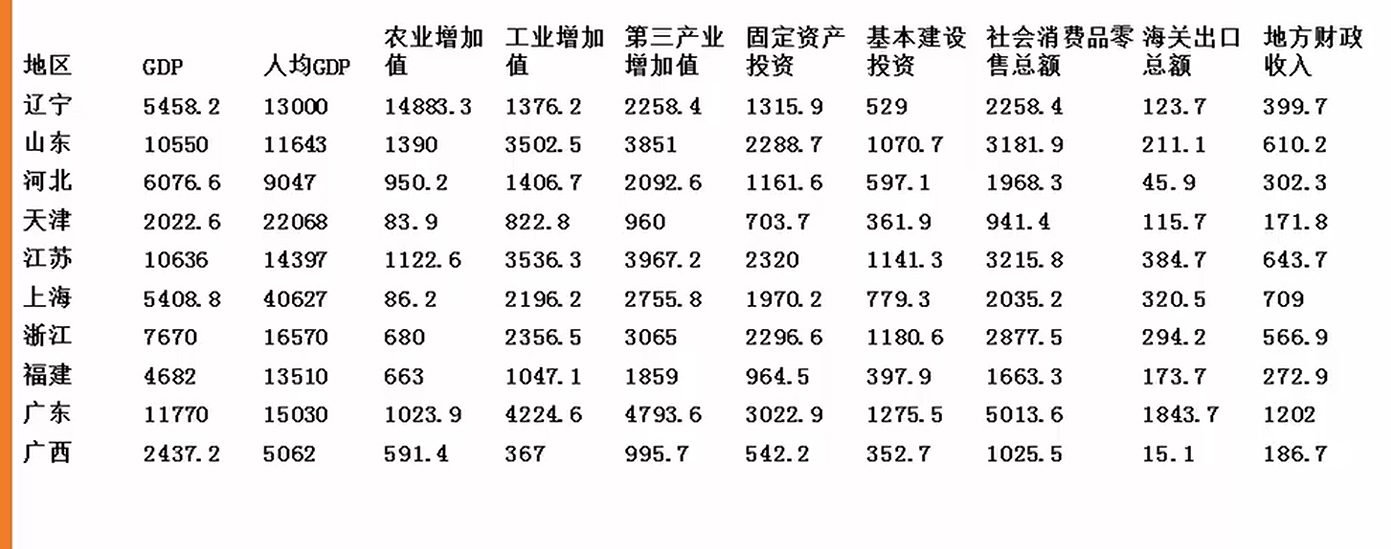 地区 GDP 人均GDP 农业增加值 工业增加值 第三产业增加值 固定资产投资 基本建设投资 社会消费品零售总额 海关出口总额 地方财政收入
辽宁 5458.2 13000 14883.3 1376.2 2258.4 1315.9 529 2258.4 123.7 399.7
山东 10550 11643 1390 3502.5 3851 2288.7 1070.7 3181.9 211.1 610.2
河北 6076.6 9047 950.2 1406.7 2092.6 1161.6 597.1 1968.3 45.9 302.3
天津 2022.6 22068 83.9 822.8 960 703.7 361.9 941.4 115.7 171.8
江苏 10636 14397 1122.6 3536.3 3967.2 2320 1141.3 3215.8 384.7 643.7
上海 5408.8 40627 86.2 2196.2 2755.8 1970.2 779.3 2035.2 320.5 709
浙江 7670 16570 680 2356.5 3065 2296.6 1180.6 2877.5 294.2 566.9
福建 4682 13510 663 1047.1 1859 964.5 397.9 1663.3 173.7 272.9
广东 11770 15030 1023.9 4224.6 4793.6 3022.9 1275.5 5013.6 1843.7 1202
广西 2437.2 5062 591.4 367 995.7 542.2 352.7 1025.5 15.1 186.7